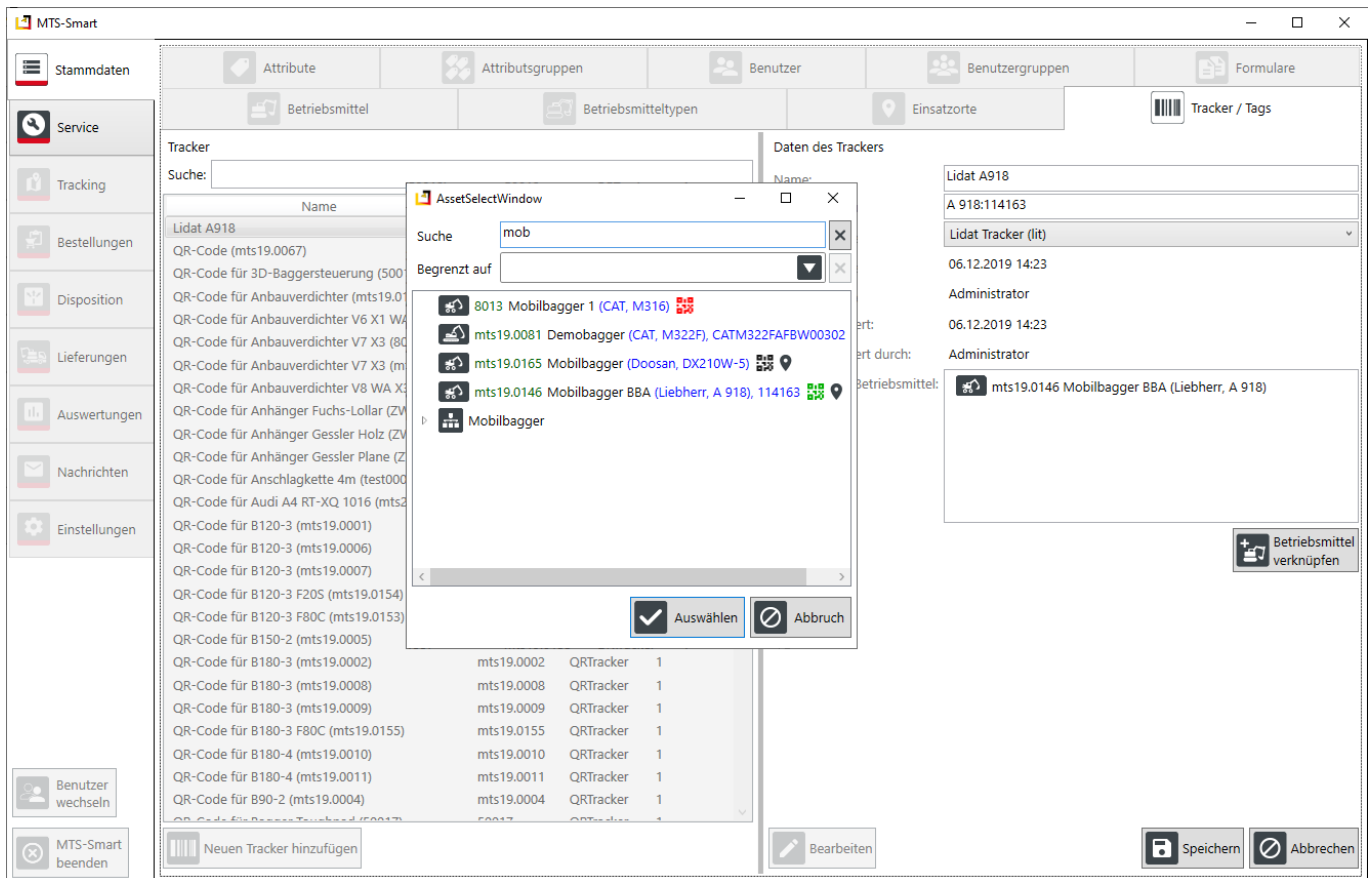 MTS-Smart
Stammdaten
Service
Tracking
Bestellungen
Disposition
Lieferungen
Auswertungen
Nachrichten
Einstellungen
Benutzer
wechseln
MTS-Smart
beenden
Attribute
Attributsgruppen
Benutzer
Benutzergruppen
Formulare
Betriebsmittel
Betriebsmitteltypen
Einsatzorte
Tracker / Tags
Tracker
Suche:
Name
Lidat A918
QR-Code (mts19.0067)
QR-Code für 3D-Baggersteuerung (5001
QR-Code für Anbauverdichter (mts19.01
QR-Code für Anbauverdichter V6 X1 WA
QR-Code für Anbauverdichter V7 X3 (80
QR-Code für Anbauverdichter V7 X3 (m
QR-Code für Anbauverdichter V8 WA X3
QR-Code für Anhänger Fuchs-Lollar (ZW
QR-Code für Anhänger Gessler Holz (ZW
QR-Code für Anhänger Gessler Plane (Z
QR-Code für Anschlagkette 4m (test000
QR-Code für Audi A4 RT-XQ 1016 (mts2
QR-Code für B120-3 (mts19.0001)
QR-Code für B120-3 (mts19.0006)
QR-Code für B120-3 (mts19.0007)
QR-Code für B120-3 F20S (mts19.0154)
QR-Code für B120-3 F80C (mts19.0153)
QR-Code für B150-2 (mts19.0005)
QR-Code für B180-3 (mts19.0002) mts19.0002 QRTracker 1
QR-Code für B180-3 (mts19.0008) mts19.0008 QRTracker 1
QR-Code für B180-3 (mts19.0009) mts19.0009 QRTracker 1
QR-Code für B180-3 F80C (mts19.0155) mts19.0155 QRTracker 1
QR-Code für B180-4 (mts19.0010) mts19.0010 QRTracker 1
QR-Code für B180-4 (mts19.0011) mts19.0011 QRTracker 1
QR-Code für B90-2 (mts19.0004) mts19.0004 QRTracker 1
Neuen Tracker hinzufügen
AssetSelectWindow
Suche mob
Begrenzt auf
8013 Mobilbagger 1 (CAT, M316)
mts19.0081 Demobagger (CAT, M322F), CATM322FAFBW00302
mts19.0165 Mobilbagger (Doosan, DX210W-5)
mts19.0146 Mobilbagger BBA (Liebherr, A 918), 114163
Mobilbagger
Auswählen
Abbruch
Daten des Trackers
Name: Lidat A918
A 918:114163
Lidat Tracker (lit)
06.12.2019 14:23
Administrator
ert: 06.12.2019 14:23
ert durch: Administrator
Betriebsmittel: mts19.0146 Mobilbagger BBA (Liebherr, A 918)
Betriebsmittel
verknüpfen
Bearbeiten
Speichern
Abbrechen